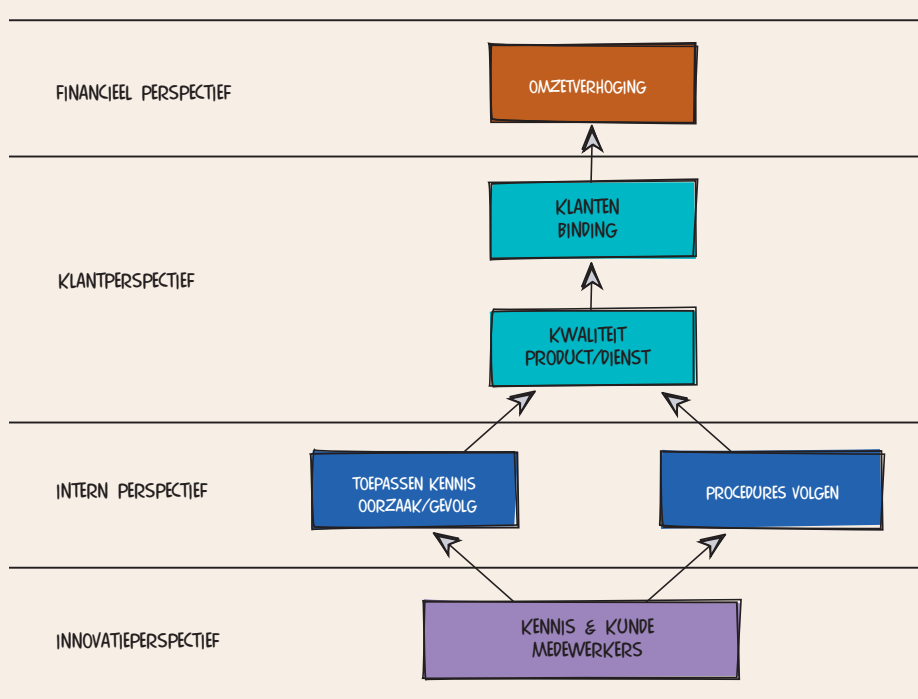 FINANCIEEL PERSPECTIEF
OMZETVERHOGING
KLANTPERSPECTIEF
KLANTEN
BINDING
KWALITEIT
PRODUCT/DIENST
INTERN PERSPECTIEF
TOEPASSEN KENNIS
OORZAAK/GEVOLG
PROCEDURES VOLGEN
INNOVATIEPERSPECTIEF
KENNIS & KUNDE
MEDEWERKERS